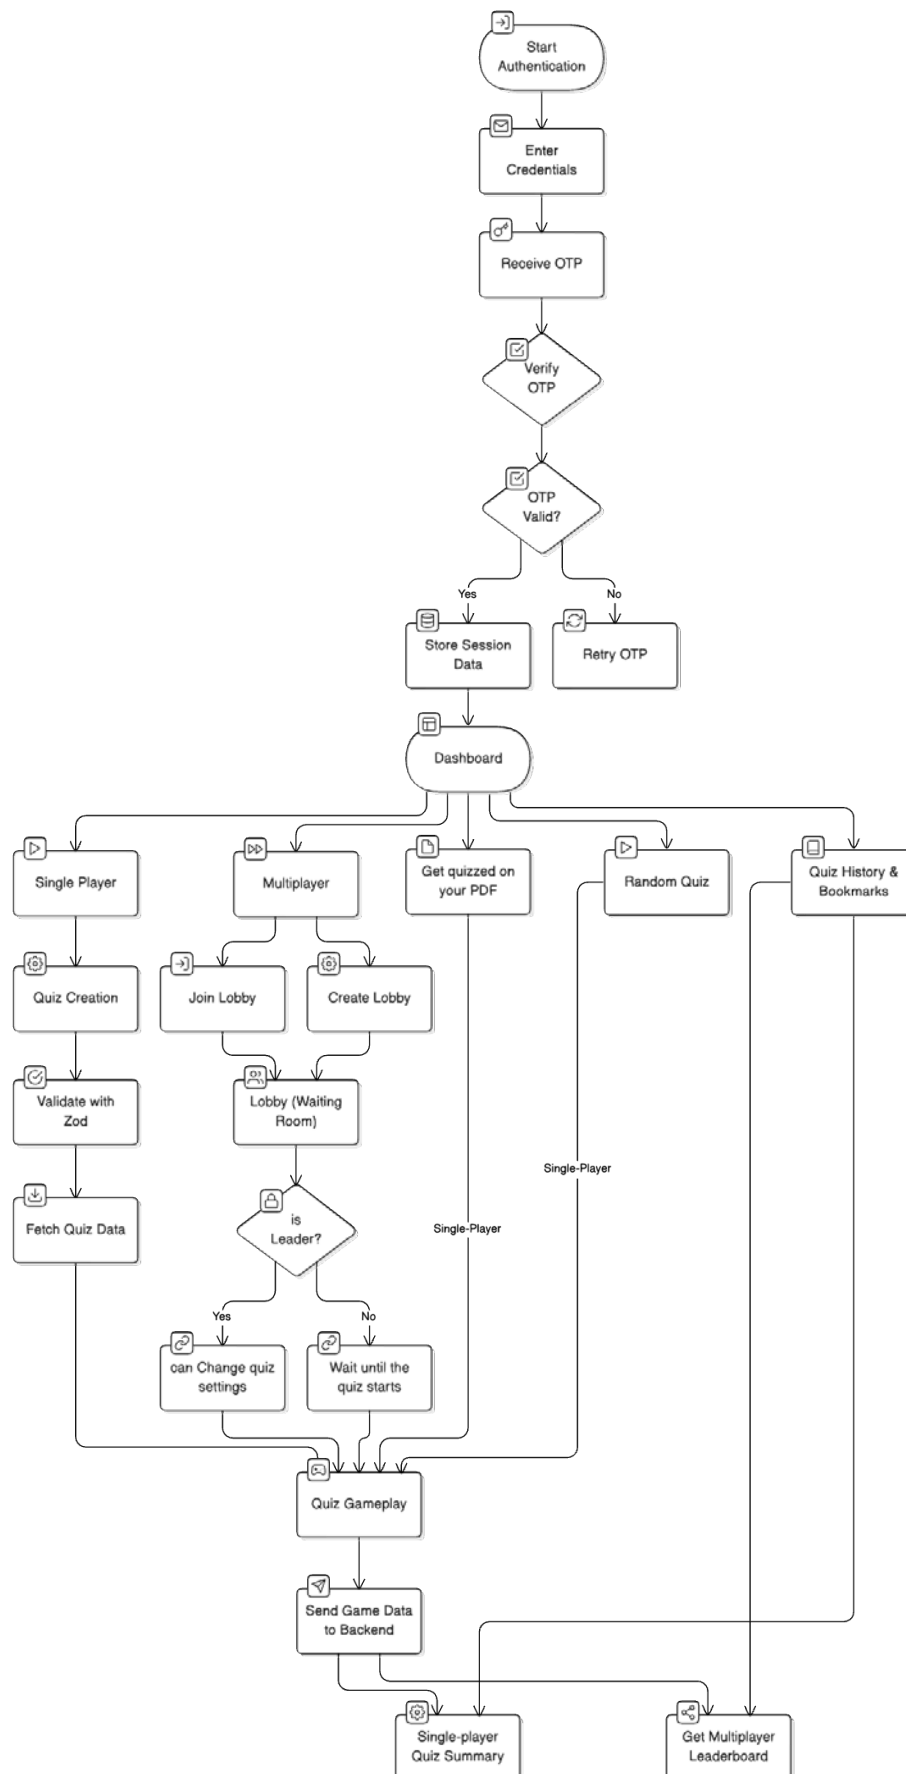 Start
Authentication
Enter
Credentials
Receive OTP
Verify
OTP
OTP
Valid?
Yes
No
Store Session
Data
Retry OTP
Dashboard
Single Player
Multiplayer
Get quizzed on
your PDF
Random Quiz
Quiz History &
Bookmarks
Quiz Creation
Join Lobby
Create Lobby
Validate with
Zod
Lobby (Waiting
Room)
Single-Player
Fetch Quiz Data
is
Leader?
Single-Player
Yes
No
can Change quiz
settings
Wait until the
quiz starts
Quiz Gameplay
Send Game Data
to Backend
Single-player
Quiz Summary
Get Multiplayer
Leaderboard